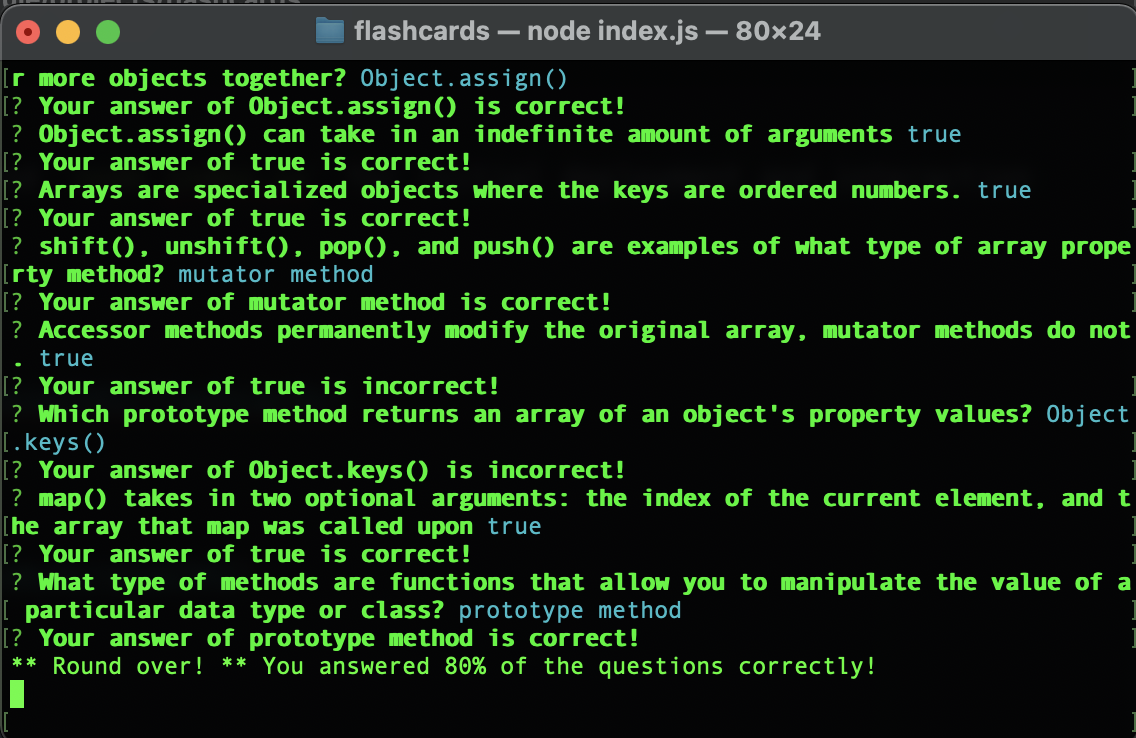 flashcards — node index.js — 80×24
[r more objects together? Object.assign() ]
[? Your answer of Object.assign() is correct! ]
? Object.assign() can take in an indefinite amount of arguments true
[? Your answer of true is correct! ]
[? Arrays are specialized objects where the keys are ordered numbers. true ]
[? Your answer of true is correct! ]
? shift(), unshift(), pop(), and push() are examples of what type of array prope
[rty method? mutator method ]
[? Your answer of mutator method is correct! ]
? Accessor methods permanently modify the original array, mutator methods do not
. true
[? Your answer of true is incorrect! ]
? Which prototype method returns an array of an object's property values? Object
[.keys() ]
[? Your answer of Object.keys() is incorrect! ]
? map() takes in two optional arguments: the index of the current element, and t
[he array that map was called upon true ]
[? Your answer of true is correct! ]
? What type of methods are functions that allow you to manipulate the value of a
[ particular data type or class? prototype method ]
[? Your answer of prototype method is correct! ]
** Round over! ** You answered 80% of the questions correctly!
[ ]